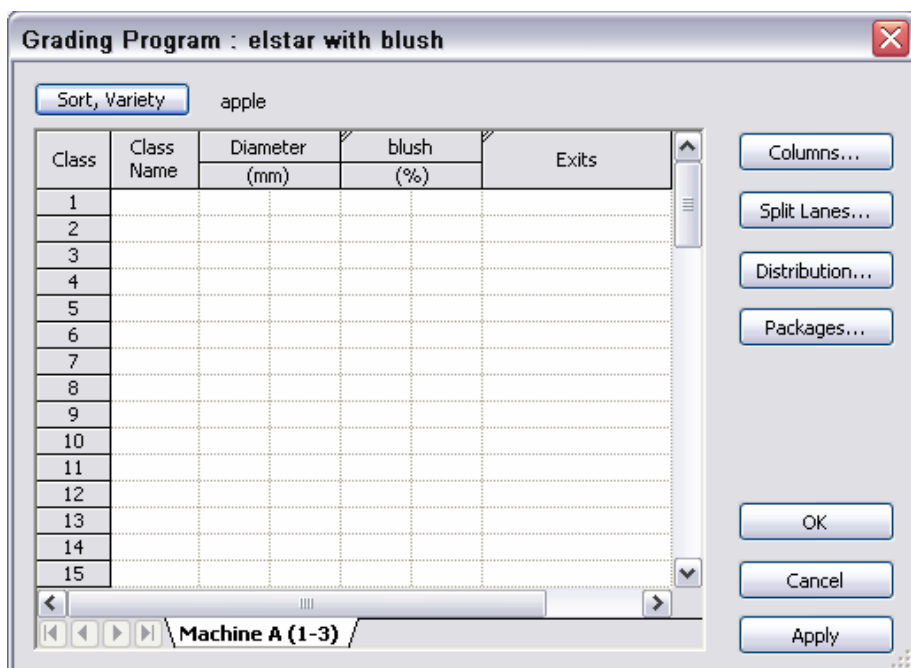 Grading Program : elstar with blush
Sort, Variety apple
Class Class Name Diameter (mm) blush (%) Exits
1
2
3
4
5
6
7
8
9
10
11
12
13
14
15
Machine A (1-3)
Columns...
Split Lanes...
Distribution...
Packages...
OK
Cancel
Apply